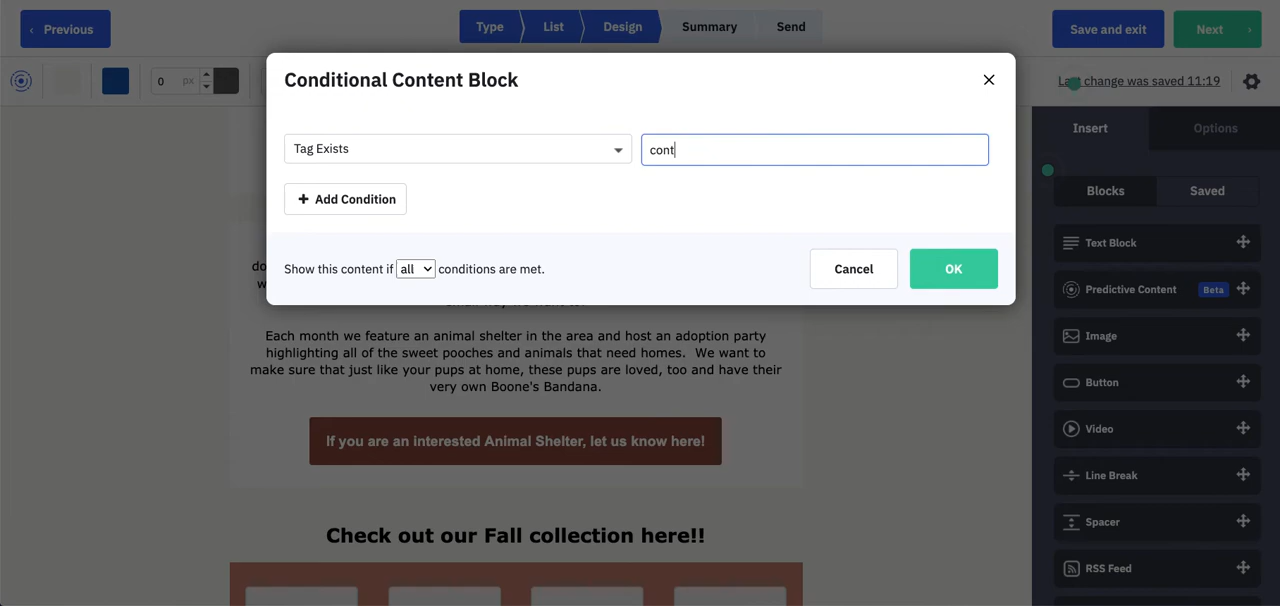 Previous
Type
List
Design
Summary
Send
Save and exit
Next
0 px
Last change was saved 11:19
Conditional Content Block
Tag Exists
cont
+ Add Condition
Show this content if all conditions are met.
Cancel
OK
Insert
Options
Blocks
Saved
Text Block
Predictive Content Beta
Image
Button
Video
Line Break
Spacer
RSS Feed
Each month we feature an animal shelter in the area and host an adoption party
highlighting all of the sweet pooches and animals that need homes. We want to
make sure that just like your pups at home, these pups are loved, too and have their
very own Boone's Bandana.
If you are an interested Animal Shelter, let us know here!
Check out our Fall collection here!!